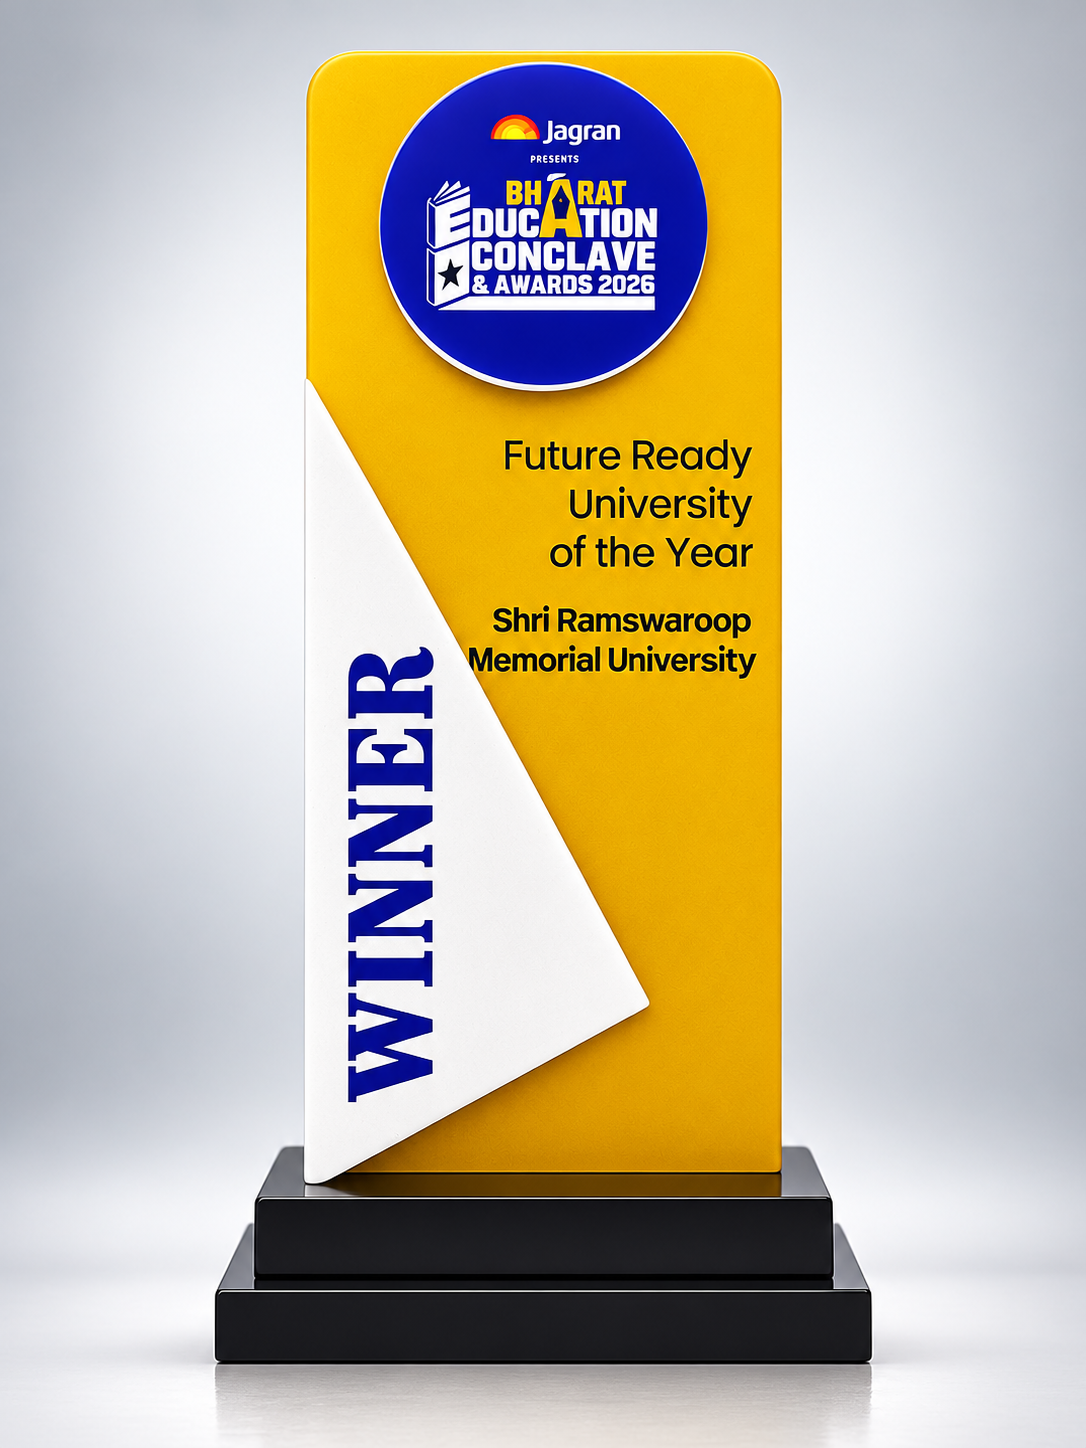 Jagran
PRESENTS
BHARAT
EDUCATION
CONCLAVE
& AWARDS 2026
Future Ready
University
of the Year
Shri Ramswaroop
Memorial University
WINNER